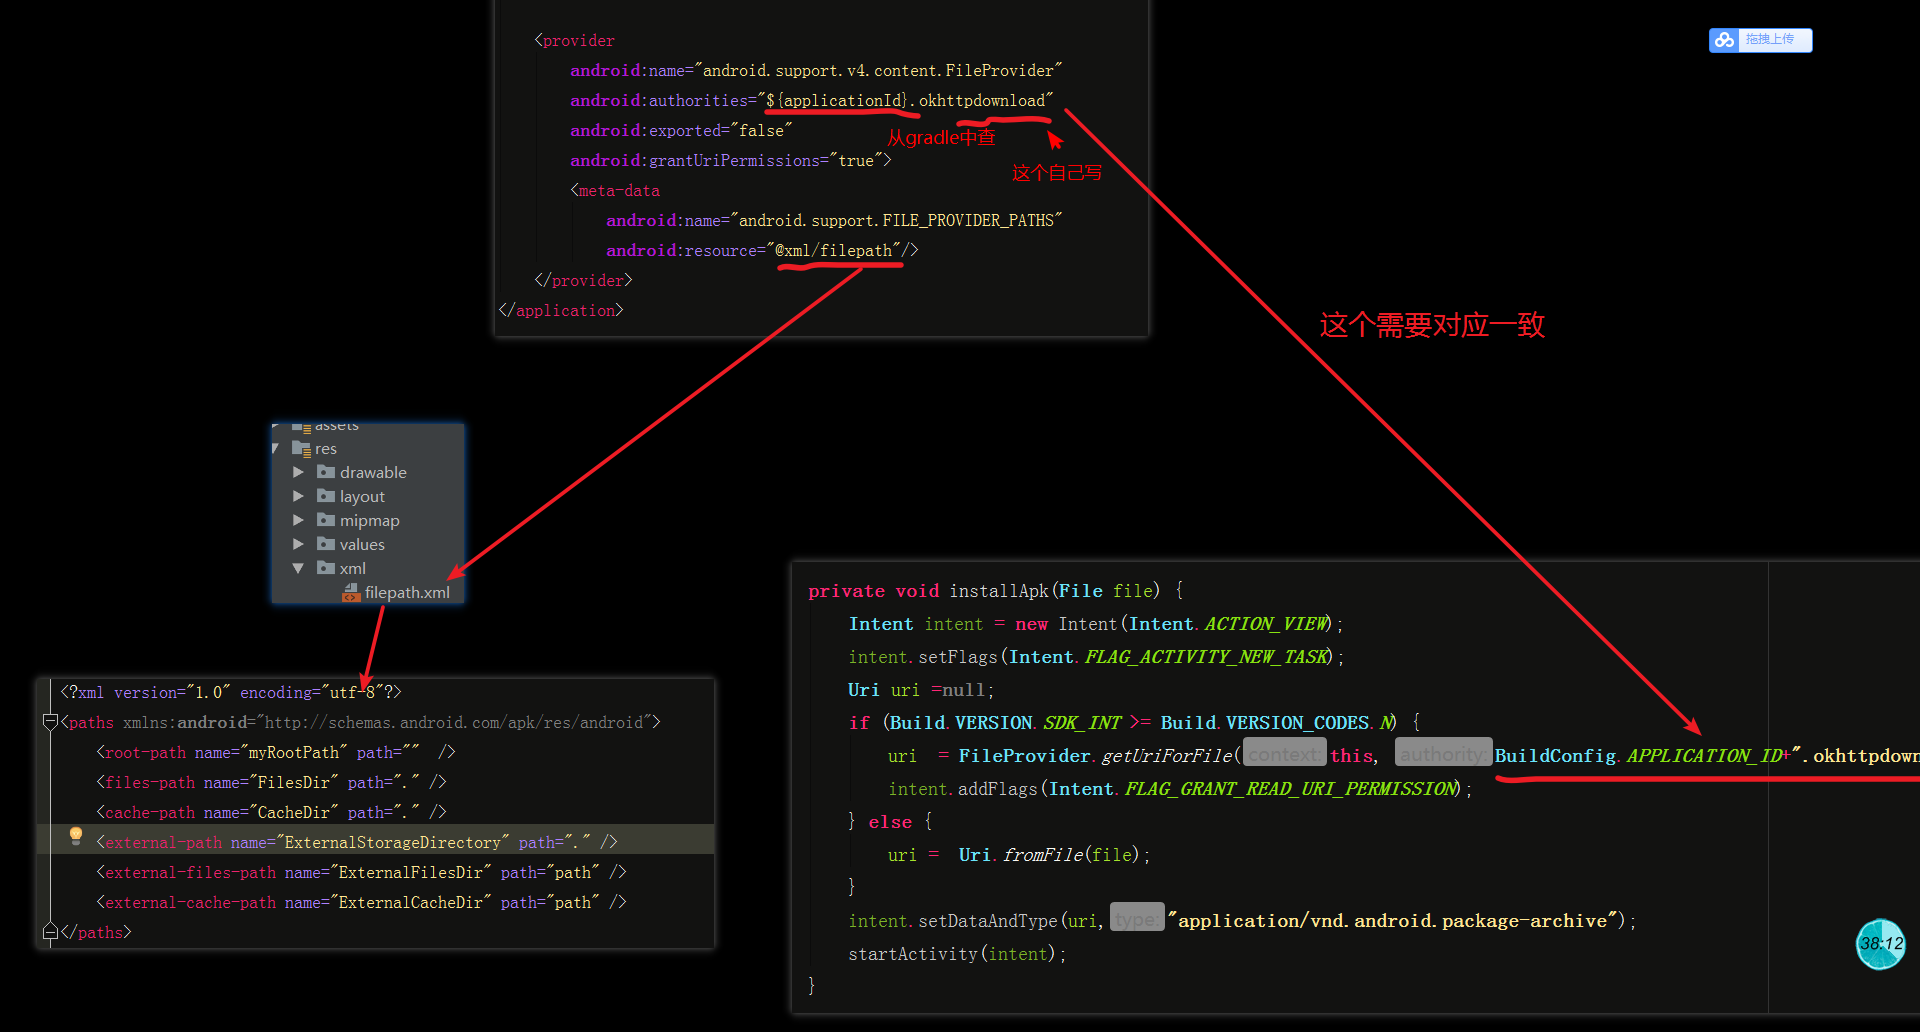 <provider
android:name="android.support.v4.content.FileProvider"
android:authorities="${applicationId}.okhttpdownload"
android:exported="false"
从gradle中查
android:grantUriPermissions="true">
这个自己写
<meta-data
android:name="android.support.FILE_PROVIDER_PATHS"
android:resource="@xml/filepath"/>
</provider>
</application>
拖拽上传
这个需要对应一致
assets
res
drawable
layout
mipmap
values
xml
filepath.xml
<?xml version="1.0" encoding="utf-8"?>
<paths xmlns:android="http://schemas.android.com/apk/res/android">
<root-path name="myRootPath" path=""  />
<files-path name="FilesDir" path="." />
<cache-path name="CacheDir" path="." />
<external-path name="ExternalStorageDirectory" path="." />
<external-files-path name="ExternalFilesDir" path="path" />
<external-cache-path name="ExternalCacheDir" path="path" />
</paths>
private void installApk(File file) {
Intent intent = new Intent(Intent.ACTION_VIEW);
intent.setFlags(Intent.FLAG_ACTIVITY_NEW_TASK);
Uri uri =null;
if (Build.VERSION.SDK_INT >= Build.VERSION_CODES.N) {
uri  = FileProvider.getUriForFile( context: this, authority: BuildConfig.APPLICATION_ID+".okhttpdown
intent.addFlags(Intent.FLAG_GRANT_READ_URI_PERMISSION);
} else {
uri =  Uri.fromFile(file);
}
intent.setDataAndType(uri, type: "application/vnd.android.package-archive");
startActivity(intent);
}
38:12